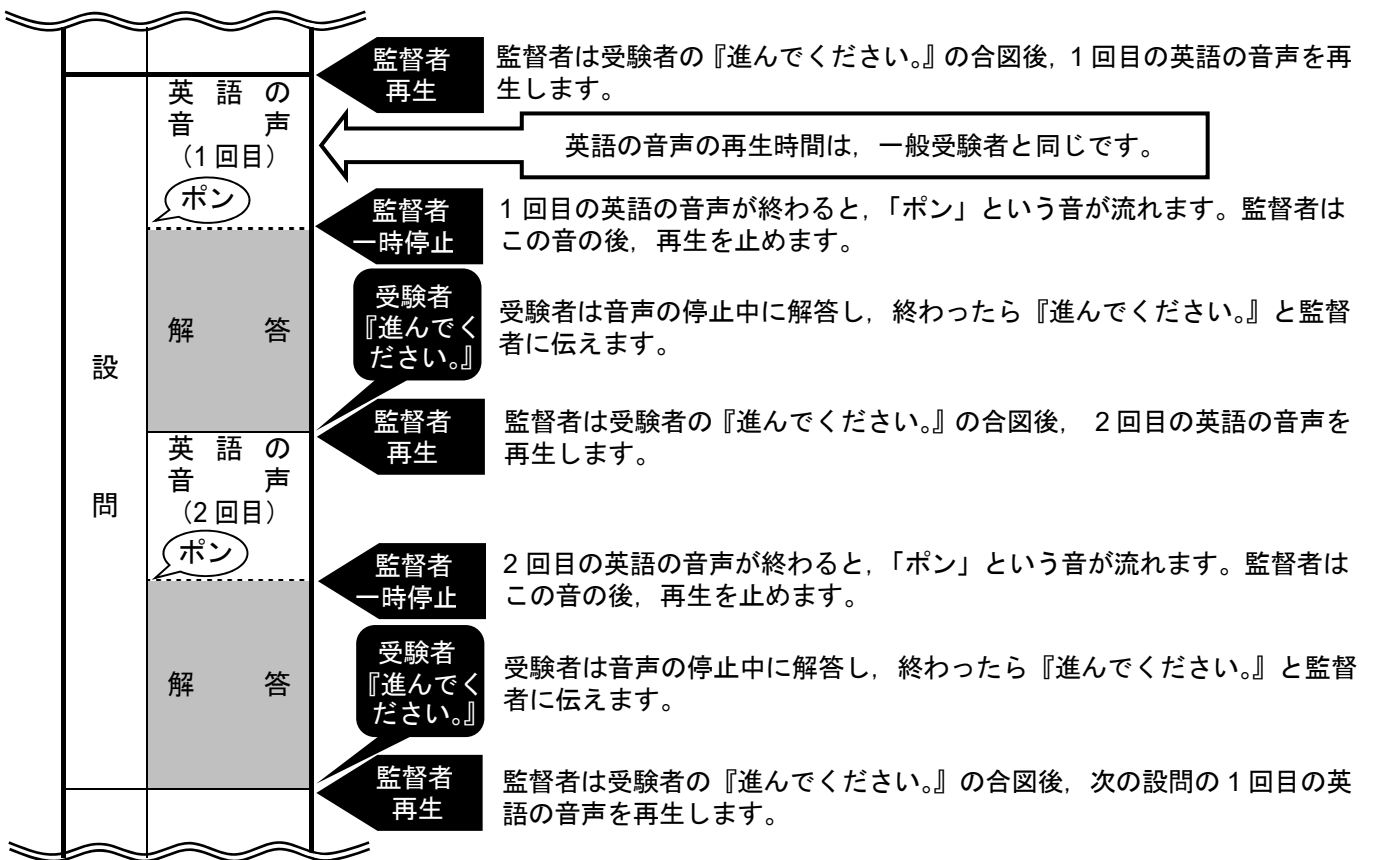 監督者
再生
監督者は受験者の『進んでください。』の合図後，1 回目の英語の音声を再
生します。
英語の
音声
（1 回目）
英語の音声の再生時間は，一般受験者と同じです。
ポン
監督者
一時停止
1 回目の英語の音声が終わると，「ポン」という音が流れます。監督者は
この音の後，再生を止めます。
設問
解答
受験者
『進んでく
ださい。』
受験者は音声の停止中に解答し，終わったら『進んでください。』と監督
者に伝えます。
監督者
再生
監督者は受験者の『進んでください。』の合図後， 2 回目の英語の音声を
再生します。
英語の
音声
（2 回目）
ポン
監督者
一時停止
2 回目の英語の音声が終わると，「ポン」という音が流れます。監督者は
この音の後，再生を止めます。
解答
受験者
『進んでく
ださい。』
受験者は音声の停止中に解答し，終わったら『進んでください。』と監督
者に伝えます。
監督者
再生
監督者は受験者の『進んでください。』の合図後，次の設問の 1 回目の英
語の音声を再生します。